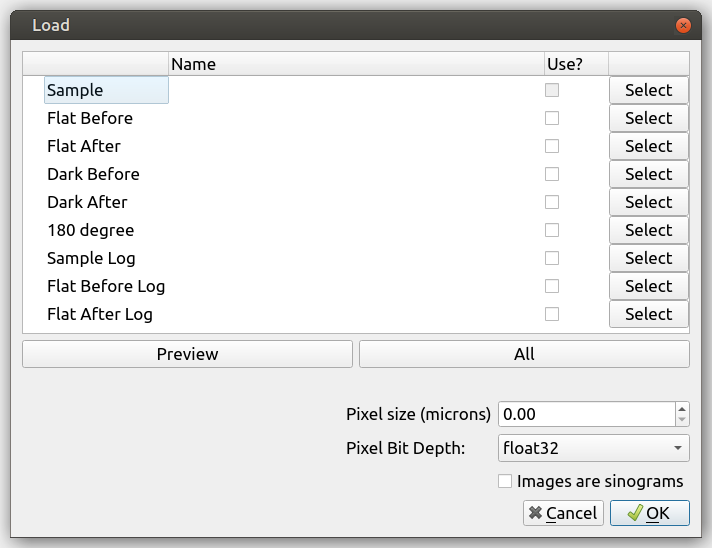 Load
Name Use?
Sample Select
Flat Before Select
Flat After Select
Dark Before Select
Dark After Select
180 degree Select
Sample Log Select
Flat Before Log Select
Flat After Log Select
Preview All
Pixel size (microns) 0.00
Pixel Bit Depth: float32
Images are sinograms
Cancel OK